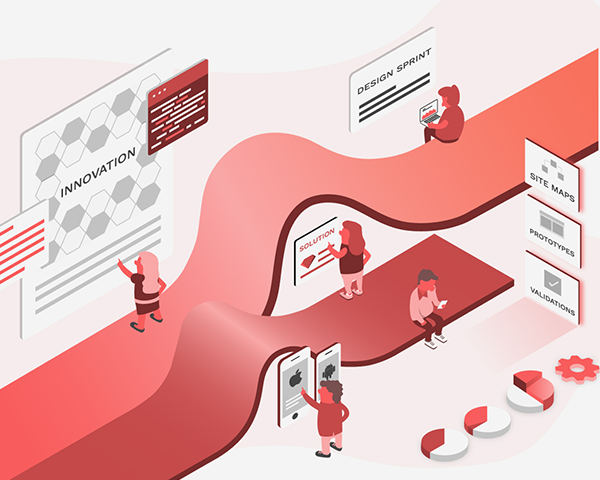 INNOVATION
DESIGN SPRINT
SOLUTION
SITE MAPS
PROTOTYPES
VALIDATIONS